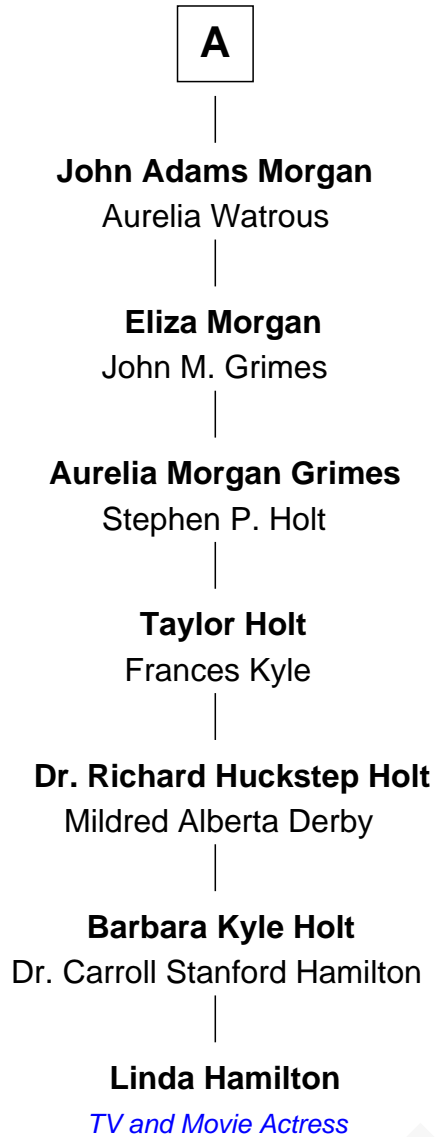 A
John Adams Morgan
Aurelia Watrous
Eliza Morgan
John M. Grimes
Aurelia Morgan Grimes
Stephen P. Holt
Taylor Holt
Frances Kyle
Dr. Richard Huckstep Holt
Mildred Alberta Derby
Barbara Kyle Holt
Dr. Carroll Stanford Hamilton
Linda Hamilton
TV and Movie Actress